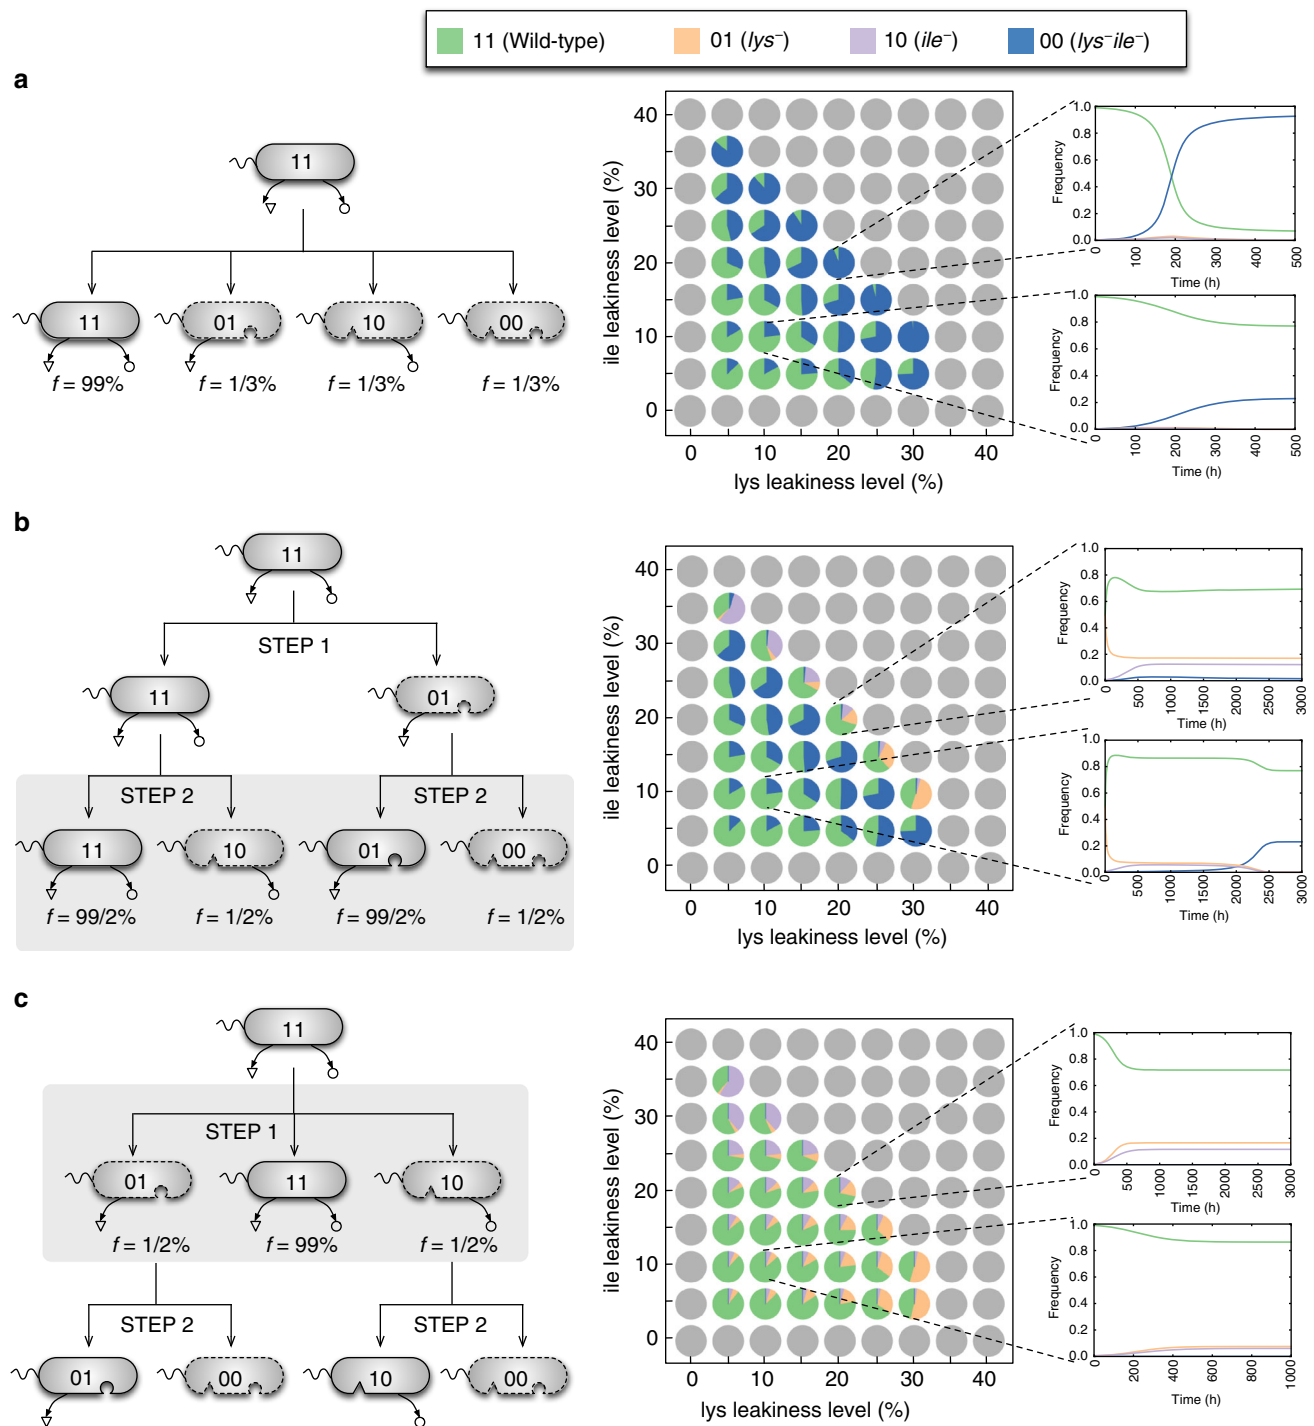 11 (Wild-type)
01 (lys⁻)
10 (ile⁻)
00 (lys⁻ile⁻)
a
11
11
01
10
00
f = 99%
f = 1/3%
f = 1/3%
f = 1/3%
ile leakiness level (%)
40
30
20
10
0
0
10
20
30
40
lys leakiness level (%)
Frequency
1.0
0.8
0.6
0.4
0.2
0.0
0
100
200
300
400
500
Time (h)
Frequency
1.0
0.8
0.6
0.4
0.2
0.0
0
100
200
300
400
500
Time (h)
b
11
STEP 1
11
01
STEP 2
STEP 2
11
10
01
00
f = 99/2%
f = 1/2%
f = 99/2%
f = 1/2%
ile leakiness level (%)
40
30
20
10
0
0
10
20
30
40
lys leakiness level (%)
Frequency
1.0
0.8
0.6
0.4
0.2
0.0
0
500
1000
1500
2000
2500
3000
Time (h)
Frequency
1.0
0.8
0.6
0.4
0.2
0.0
0
500
1000
1500
2000
2500
3000
Time (h)
c
11
STEP 1
01
11
10
f = 1/2%
f = 99%
f = 1/2%
STEP 2
STEP 2
01
00
10
00
ile leakiness level (%)
40
30
20
10
0
0
10
20
30
40
lys leakiness level (%)
Frequency
1.0
0.8
0.6
0.4
0.2
0.0
0
500
1000
1500
2000
2500
3000
Time (h)
Frequency
1.0
0.8
0.6
0.4
0.2
0.0
0
200
400
600
800
1000
Time (h)